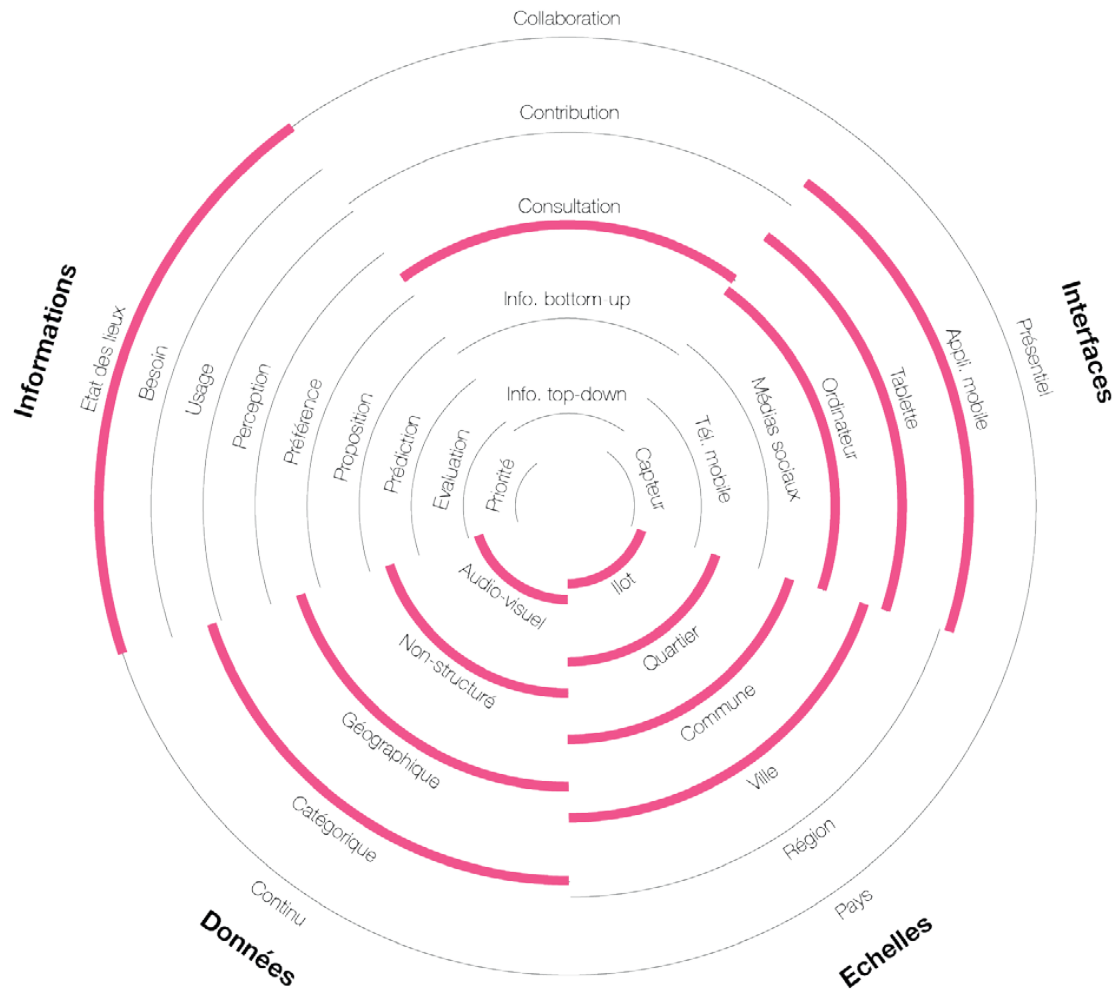 Collaboration
Contribution
Consultation
Info. bottom-up
Info. top-down
Informations
Etat des lieux
Besoin
Usage
Perception
Préférence
Proposition
Prédiction
Evaluation
Priorité
Interfaces
Présentiel
Appli. mobile
Tablette
Ordinateur
Médias sociaux
Tél. mobile
Capteur
Audio-visuel
Non-structuré
Géographique
Catégorique
Continu
Données
Ilot
Quartier
Commune
Ville
Région
Pays
Echelles